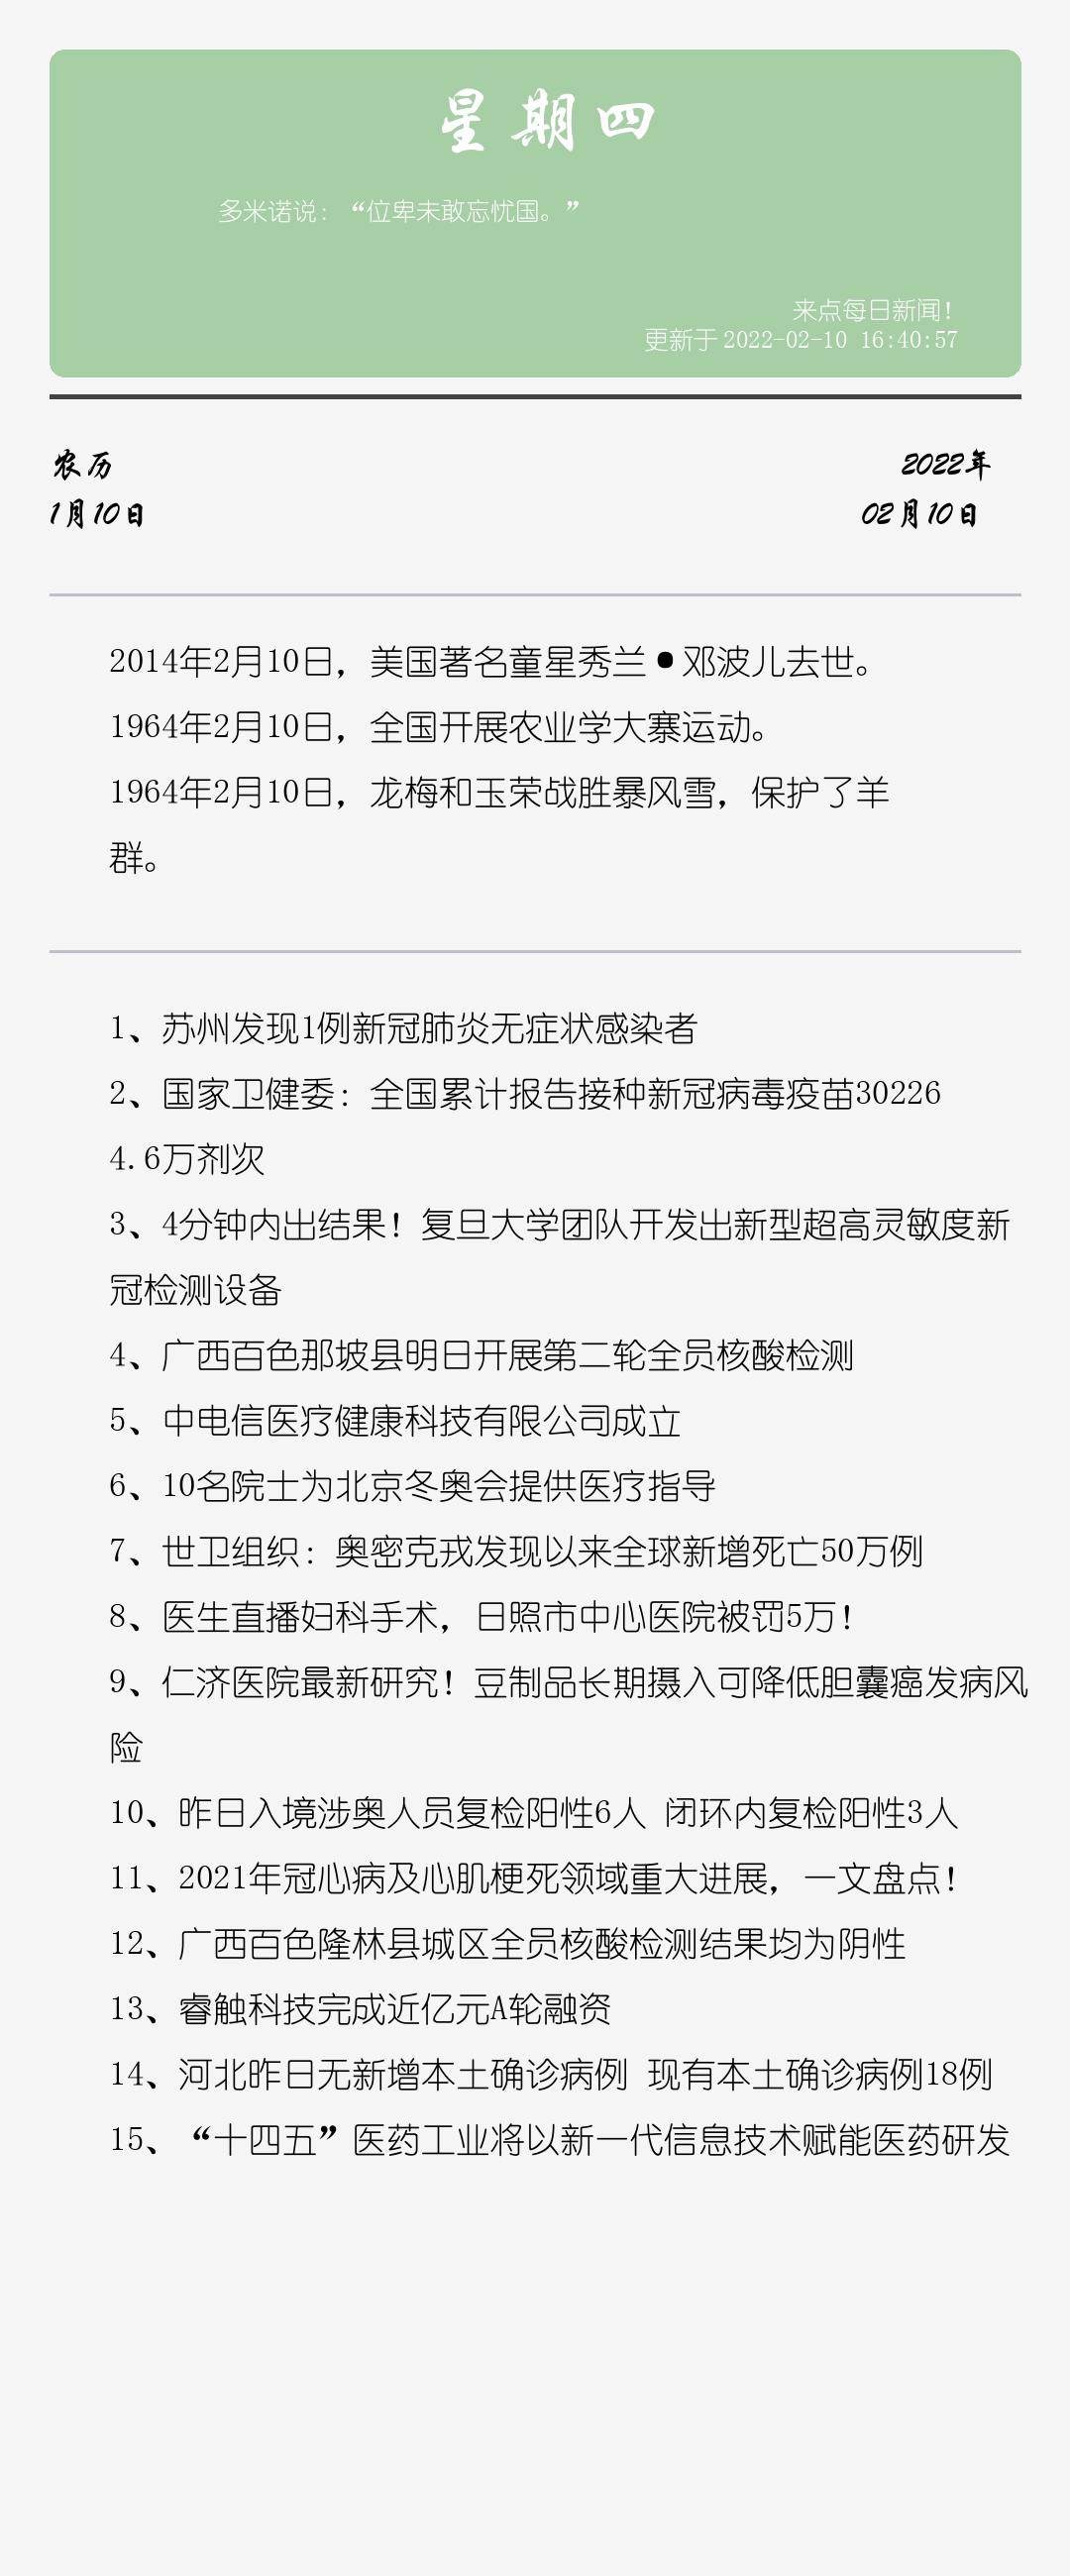 星期四
多米诺说：“位卑未敢忘忧国。”
来点每日新闻！
更新于 2022-02-10 16:40:57
农历
2022年
1月10日
02月10日
2014年2月10日，美国著名童星秀兰•邓波儿去世。
1964年2月10日，全国开展农业学大寨运动。
1964年2月10日，龙梅和玉荣战胜暴风雪，保护了羊
群。
1、苏州发现1例新冠肺炎无症状感染者
2、国家卫健委：全国累计报告接种新冠病毒疫苗30226
4.6万剂次
3、4分钟内出结果！复旦大学团队开发出新型超高灵敏度新
冠检测设备
4、广西百色那坡县明日开展第二轮全员核酸检测
5、中电信医疗健康科技有限公司成立
6、10名院士为北京冬奥会提供医疗指导
7、世卫组织：奥密克戎发现以来全球新增死亡50万例
8、医生直播妇科手术，日照市中心医院被罚5万！
9、仁济医院最新研究！豆制品长期摄入可降低胆囊癌发病风
险
10、昨日入境涉奥人员复检阳性6人 闭环内复检阳性3人
11、2021年冠心病及心肌梗死领域重大进展，一文盘点！
12、广西百色隆林县城区全员核酸检测结果均为阴性
13、睿触科技完成近亿元A轮融资
14、河北昨日无新增本土确诊病例 现有本土确诊病例18例
15、“十四五”医药工业将以新一代信息技术赋能医药研发